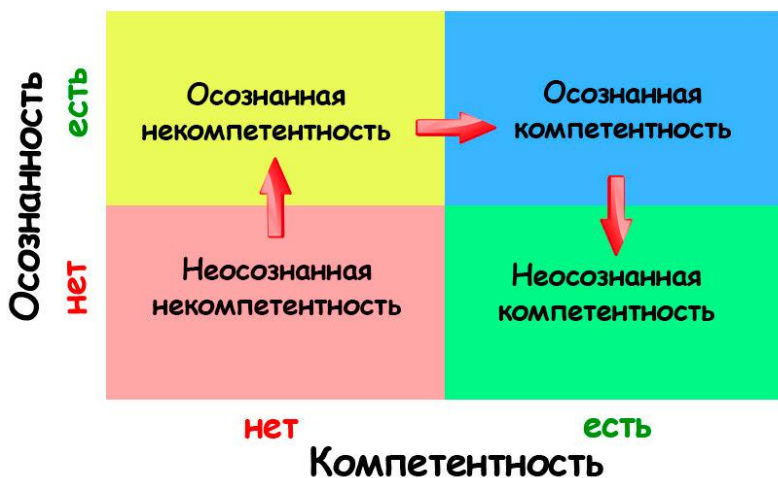 Осознанность
есть
нет
Осознанная
некомпетентность
Осознанная
компетентность
Неосознанная
некомпетентность
Неосознанная
компетентность
нет
есть
Компетентность